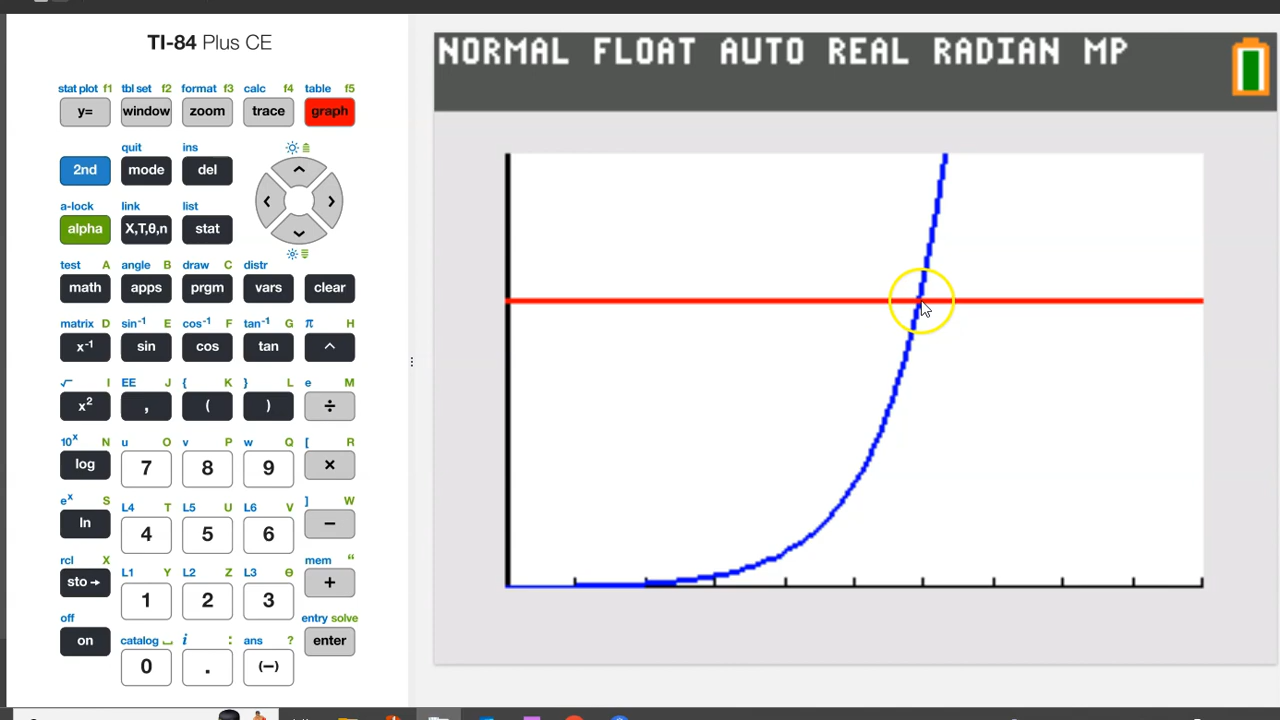 TI-84 Plus CE
NORMAL FLOAT AUTO REAL RADIAN MP
stat plot f1 tbl set f2 format f3 calc f4 table f5
y= window zoom trace graph
quit ins
2nd mode del
a-lock link list
alpha X,T,θ,n stat
test A angle B draw C distr
math apps prgm vars clear
matrix D sin⁻¹ E cos⁻¹ F tan⁻¹ G π H
x⁻¹ sin cos tan ^
√ I EE J { K } L e M
x² , ( ) ÷
10ˣ N u O v P w Q [ R
log 7 8 9 ×
eˣ S L4 T L5 U L6 V ] W
ln 4 5 6 −
rcl X L1 Y L2 Z L3 θ mem “
sto→ 1 2 3 +
off catalog ⎵ i : ans ? entry solve
on 0 . (−) enter